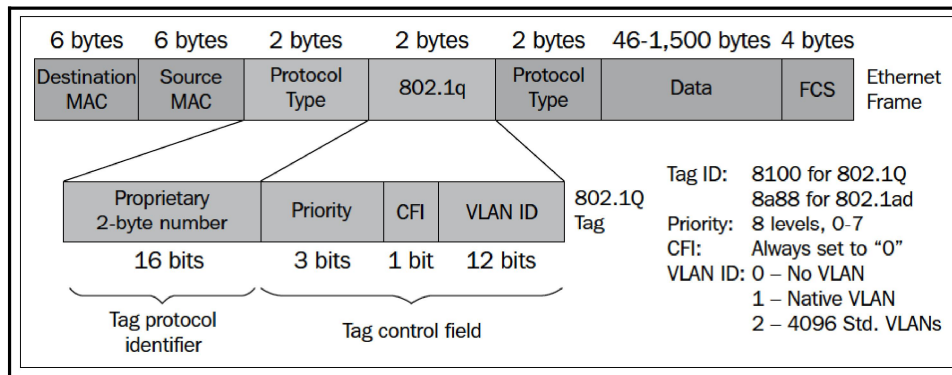 6 bytes 6 bytes 2 bytes 2 bytes 2 bytes 46-1,500 bytes 4 bytes
Destination MAC
Source MAC
Protocol Type
802.1q
Protocol Type
Data
FCS
Ethernet Frame
Proprietary
2-byte number
Priority
CFI
VLAN ID
802.1Q
Tag
16 bits 3 bits 1 bit 12 bits
Tag protocol
identifier
Tag control field
Tag ID: 8100 for 802.1Q
8a88 for 802.1ad
Priority: 8 levels, 0-7
CFI: Always set to “0”
VLAN ID: 0 – No VLAN
1 – Native VLAN
2 – 4096 Std. VLANs